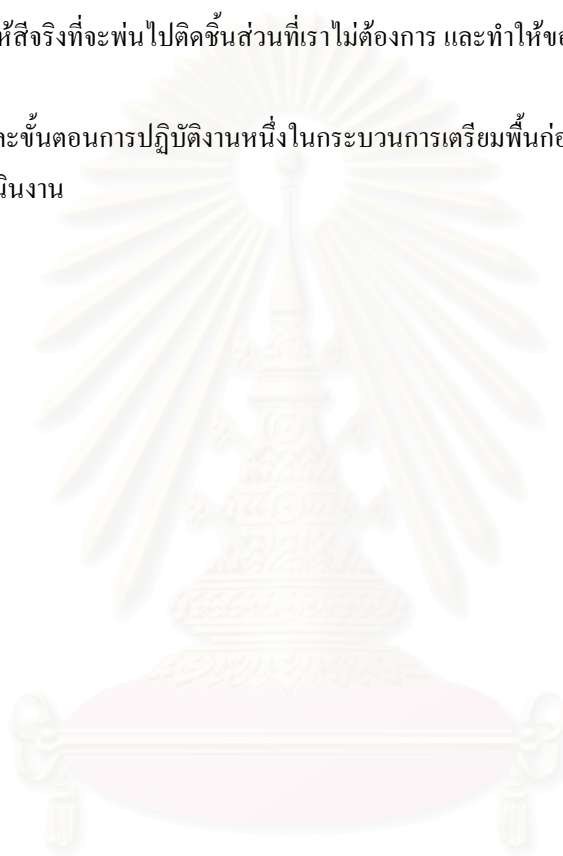 ห้สีจริงที่จะพ่นไปติดชิ้นส่วนที่เราไม่ต้องการ และทำให้ขอ
ละขั้นตอนการปฏิบัติงานหนึ่งในกระบวนการเตรียมพื้นก่อ
นินงาน